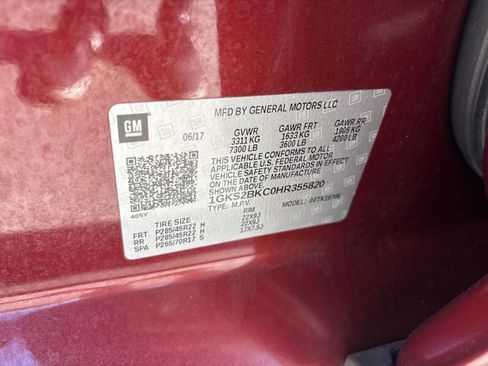 MFD BY GENERAL MOTORS LLC
GM
06/17
GVWR GAWR FRT GAWR RR
3311 KG 1633 KG 1905 KG
7300 LB 3600 LB 4200 LB
THIS VEHICLE CONFORMS TO ALL
APPLICABLE U.S. FEDERAL MOTOR
VEHICLE SAFETY STANDARDS IN EFFECT
ON THE DATE OF MANUFACTURE SHOWN ABOVE
1GKS2BKC0HR355820
TYPE: M.P.V. MODEL:
40SY
TIRE SIZE RIM
FRT P285/45R22 H 22X9J
RR P285/45R22 H 22X9J
SPA P265/70R17 S 17X7.5J